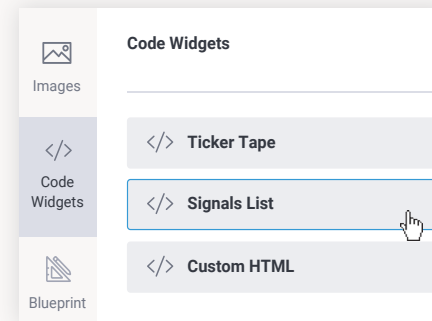 Images
Code
Widgets
Blueprint
Code Widgets
Ticker Tape
Signals List
Custom HTML